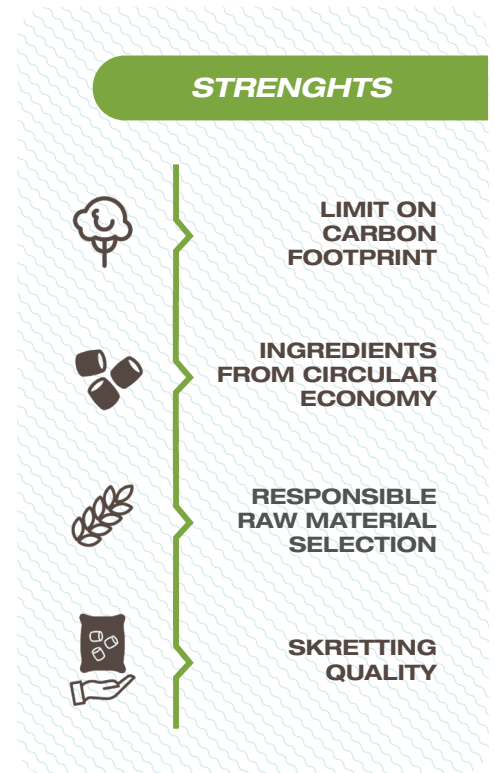 STRENGHTS
LIMIT ON
CARBON
FOOTPRINT
INGREDIENTS
FROM CIRCULAR
ECONOMY
RESPONSIBLE
RAW MATERIAL
SELECTION
SKRETTING
QUALITY